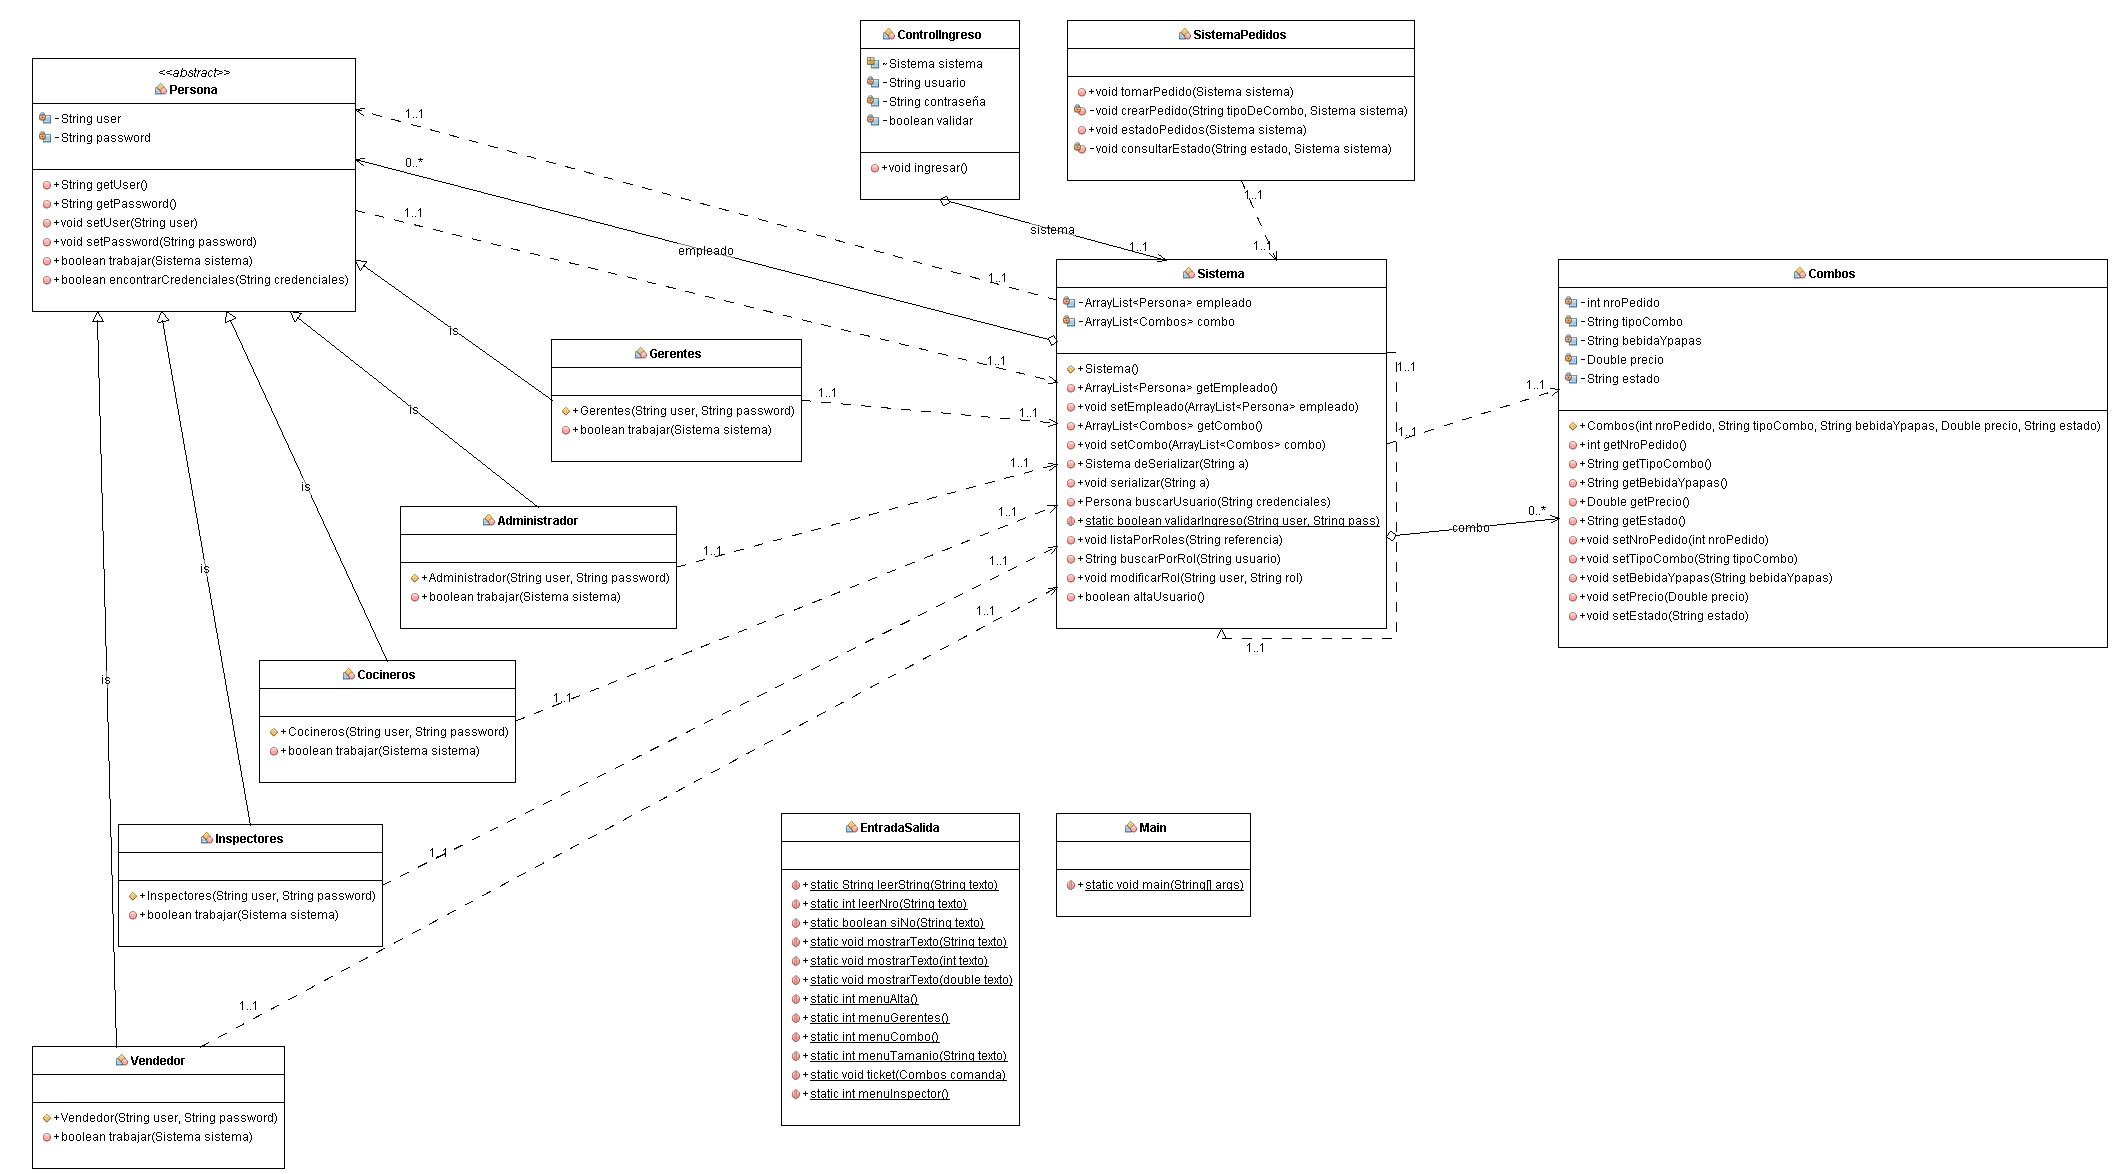 <<abstract>>
Persona
-String user
-String password
+String getUser()
+String getPassword()
+void setUser(String user)
+void setPassword(String password)
+boolean trabajar(Sistema sistema)
+boolean encontrarCredenciales(String credenciales)
ControlIngreso
~Sistema sistema
-String usuario
-String contraseña
-boolean validar
+void ingresar()
SistemaPedidos
+void tomarPedido(Sistema sistema)
-void crearPedido(String tipoDeCombo, Sistema sistema)
+void estadoPedidos(Sistema sistema)
-void consultarEstado(String estado, Sistema sistema)
1..1
0..*
1..1
empleado
1..1
1..1
sistema
1..1
1..1
1..1
Sistema
-ArrayList<Persona> empleado
-ArrayList<Combos> combo
+Sistema()
+ArrayList<Persona> getEmpleado()
+void setEmpleado(ArrayList<Persona> empleado)
+ArrayList<Combos> getCombo()
+void setCombo(ArrayList<Combos> combo)
+Sistema deSerializar(String a)
+void serializar(String a)
+Persona buscarUsuario(String credenciales)
+static boolean validarIngreso(String user, String pass)
+void listaPorRoles(String referencia)
+String buscarPorRol(String usuario)
+void modificarRol(String user, String rol)
+boolean altaUsuario()
1..1
1..1
1..1
1..1
combo
0..*
Combos
-int nroPedido
-String tipoCombo
-String bebidaYpapas
-Double precio
-String estado
+Combos(int nroPedido, String tipoCombo, String bebidaYpapas, Double precio, String estado)
+int getNroPedido()
+String getTipoCombo()
+String getBebidaYpapas()
+Double getPrecio()
+String getEstado()
+void setNroPedido(int nroPedido)
+void setTipoCombo(String tipoCombo)
+void setBebidaYpapas(String bebidaYpapas)
+void setPrecio(Double precio)
+void setEstado(String estado)
is
Gerentes
+Gerentes(String user, String password)
+boolean trabajar(Sistema sistema)
1..1
1..1
is
Administrador
+Administrador(String user, String password)
+boolean trabajar(Sistema sistema)
1..1
1..1
is
Cocineros
+Cocineros(String user, String password)
+boolean trabajar(Sistema sistema)
1..1
1..1
is
Inspectores
+Inspectores(String user, String password)
+boolean trabajar(Sistema sistema)
1..1
1..1
is
Vendedor
+Vendedor(String user, String password)
+boolean trabajar(Sistema sistema)
1..1
1..1
EntradaSalida
+static String leerString(String texto)
+static int leerNro(String texto)
+static boolean siNo(String texto)
+static void mostrarTexto(String texto)
+static void mostrarTexto(int texto)
+static void mostrarTexto(double texto)
+static int menuAlta()
+static int menuGerentes()
+static int menuCombo()
+static int menuTamanio(String texto)
+static void ticket(Combos comanda)
+static int menuInspector()
Main
+static void main(String[] args)